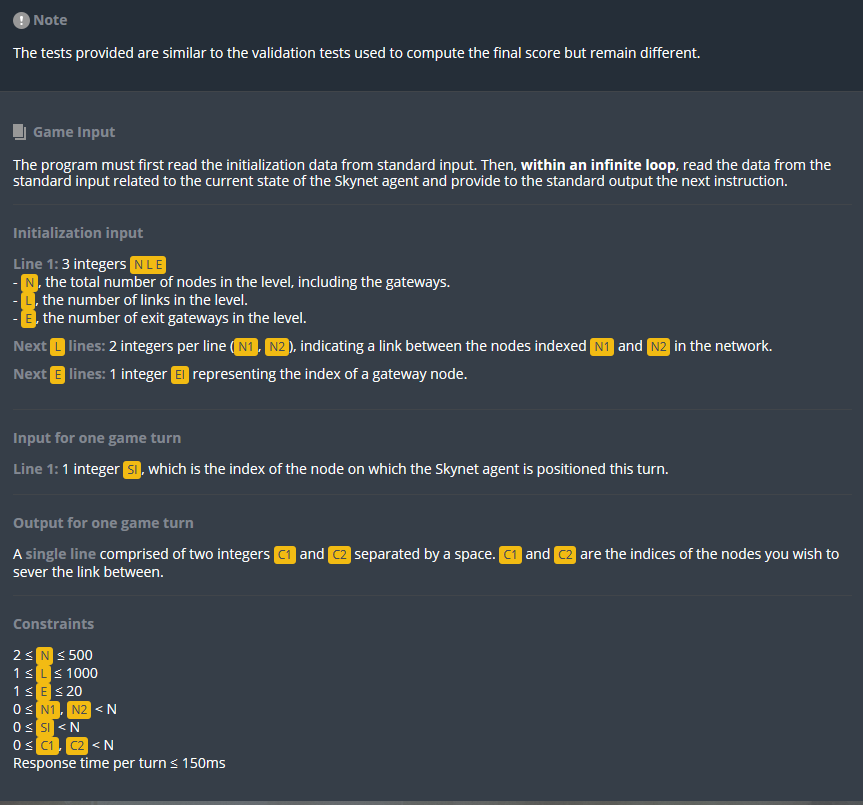 Note
The tests provided are similar to the validation tests used to compute the final score but remain different.
Game Input
The program must first read the initialization data from standard input. Then, within an infinite loop, read the data from the
standard input related to the current state of the Skynet agent and provide to the standard output the next instruction.
Initialization input
Line 1: 3 integers N L E
- N, the total number of nodes in the level, including the gateways.
- L, the number of links in the level.
- E, the number of exit gateways in the level.
Next L lines: 2 integers per line (N1, N2), indicating a link between the nodes indexed N1 and N2 in the network.
Next E lines: 1 integer EI representing the index of a gateway node.
Input for one game turn
Line 1: 1 integer SI, which is the index of the node on which the Skynet agent is positioned this turn.
Output for one game turn
A single line comprised of two integers C1 and C2 separated by a space. C1 and C2 are the indices of the nodes you wish to
sever the link between.
Constraints
2 ≤ N ≤ 500
1 ≤ L ≤ 1000
1 ≤ E ≤ 20
0 ≤ N1, N2 < N
0 ≤ SI < N
0 ≤ C1, C2 < N
Response time per turn ≤ 150ms